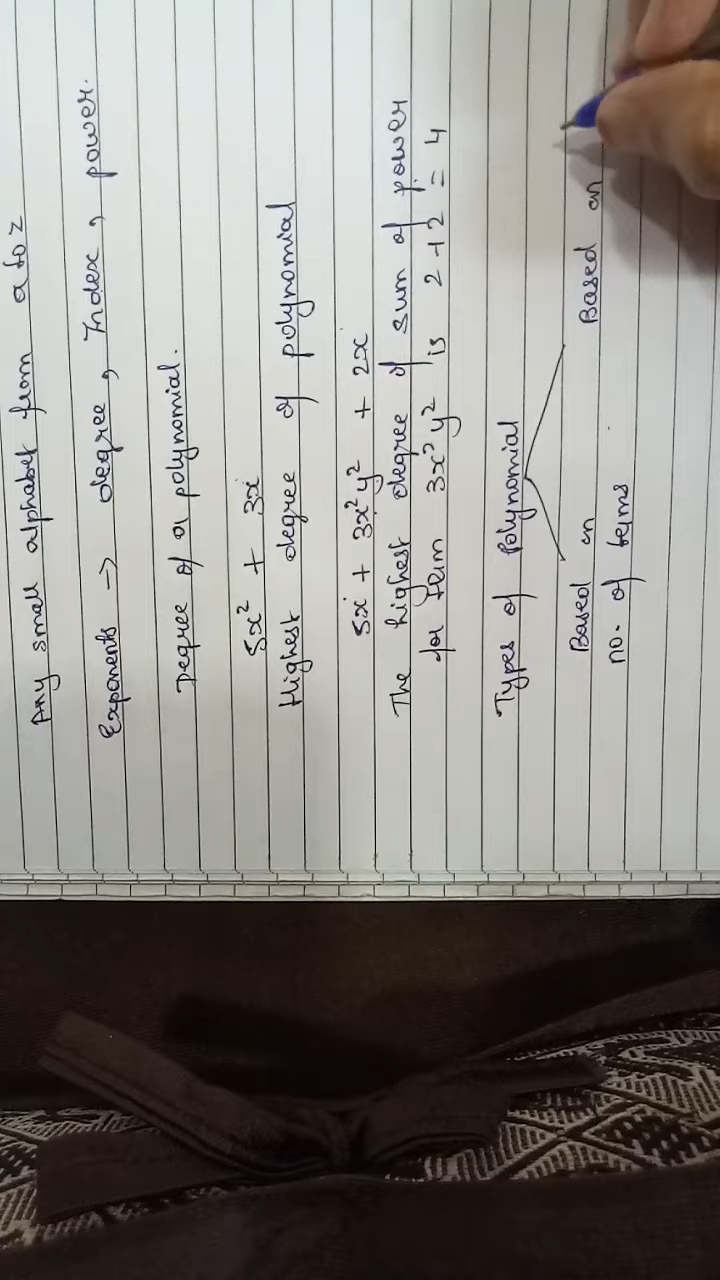 Any small alphabet from a to z
Exponents → degree, Index, power.
Degree of a polynomial.
5x² + 3x
Highest degree of polynomial
5x + 3x²y² + 2x
The highest degree of sum of power
for term 3x²y² is 2+2 = 4
Types of Polynomial
Based on Based on
no. of terms